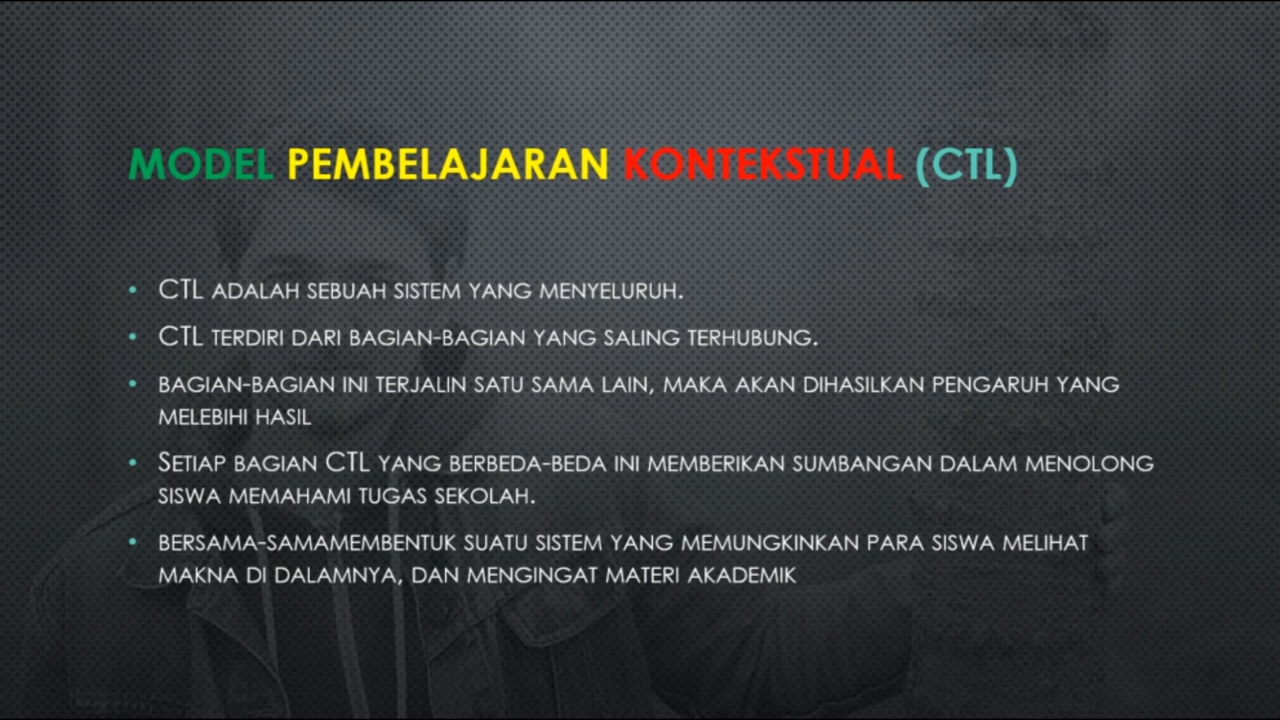 MODEL PEMBELAJARAN KONTEKSTUAL (CTL)
• CTL ADALAH SEBUAH SISTEM YANG MENYELURUH.
• CTL TERDIRI DARI BAGIAN-BAGIAN YANG SALING TERHUBUNG.
• BAGIAN-BAGIAN INI TERJALIN SATU SAMA LAIN, MAKA AKAN DIHASILKAN PENGARUH YANG
MELEBIHI HASIL
• SETIAP BAGIAN CTL YANG BERBEDA-BEDA INI MEMBERIKAN SUMBANGAN DALAM MENOLONG
SISWA MEMAHAMI TUGAS SEKOLAH.
• BERSAMA-SAMAMEMBENTUK SUATU SISTEM YANG MEMUNGKINKAN PARA SISWA MELIHAT
MAKNA DI DALAMNYA, DAN MENGINGAT MATERI AKADEMIK